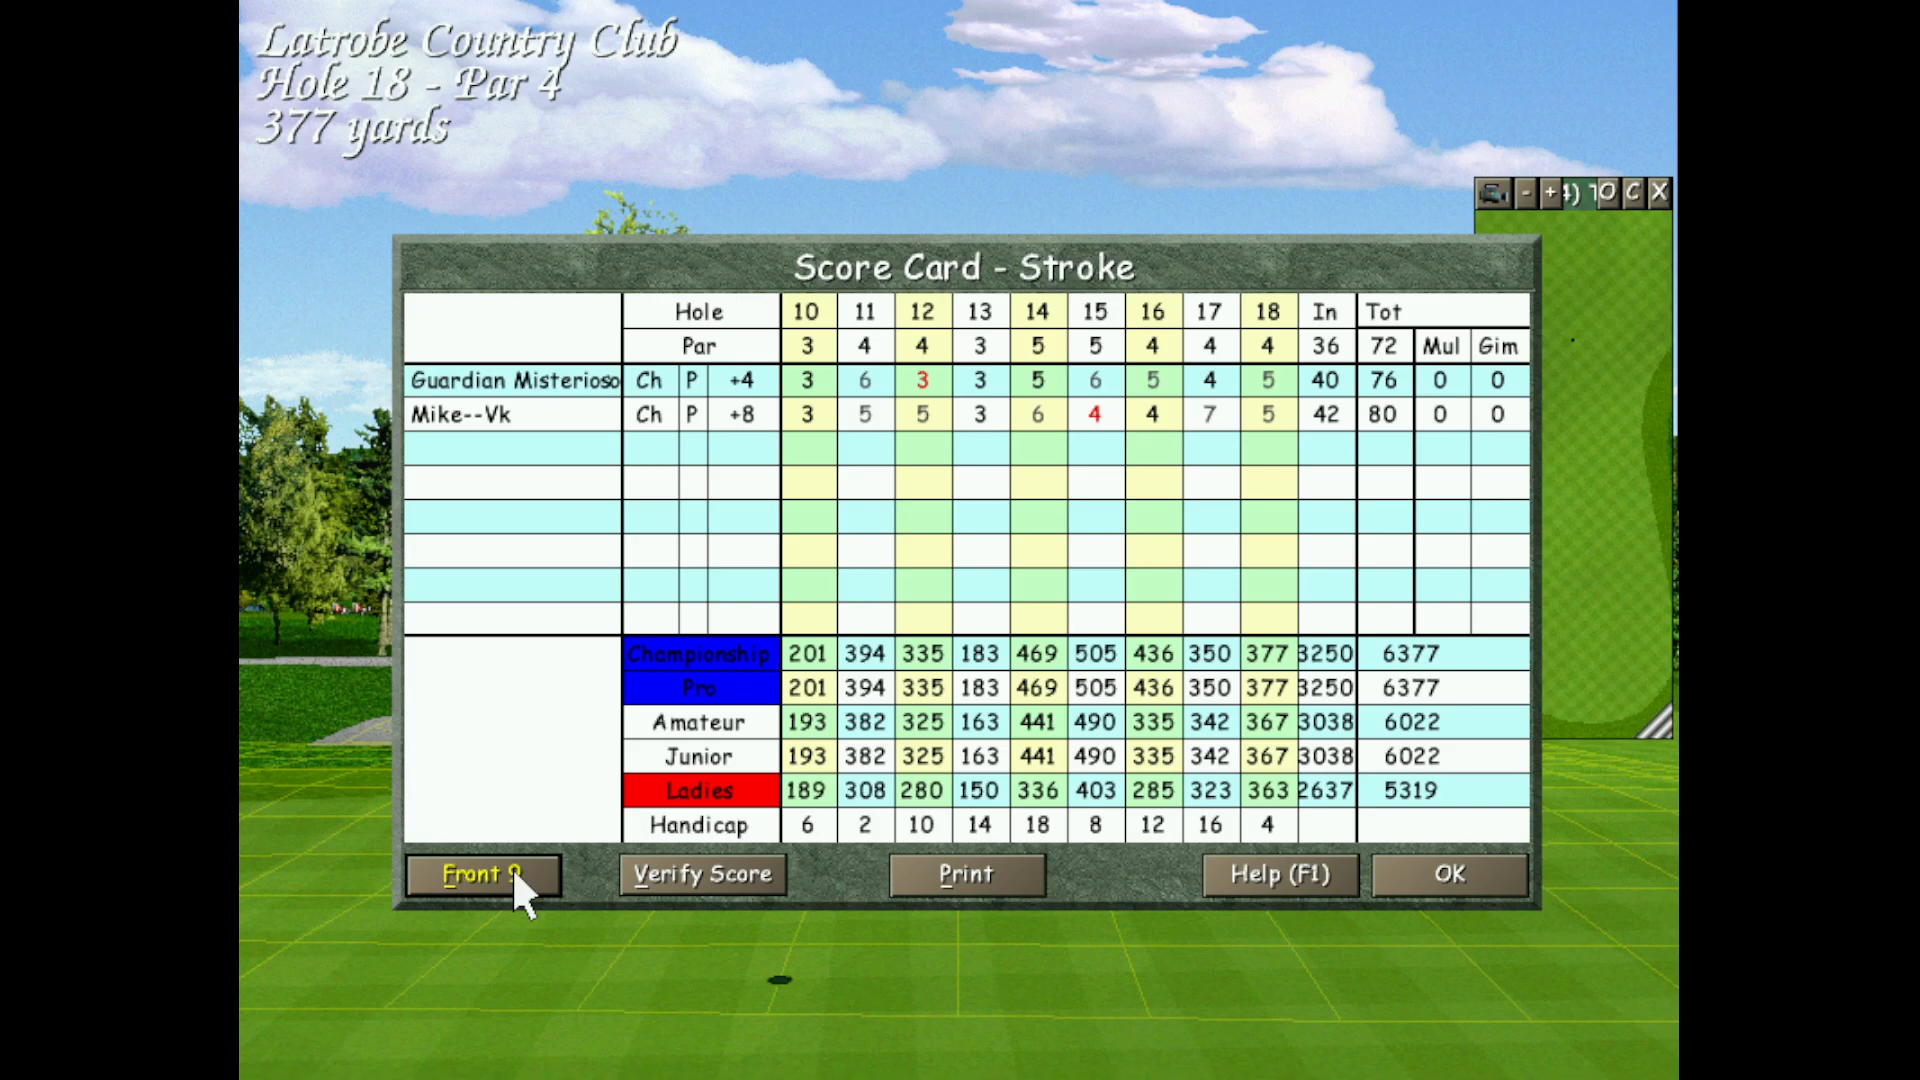 Latrobe Country Club
Hole 18 - Par 4
377 yards
- + O C X
Score Card - Stroke
Hole 10 11 12 13 14 15 16 17 18 In Tot
Par 3 4 4 3 5 5 4 4 4 36 72 Mul Gim
Guardian Misterioso Ch P +4 3 6 3 3 5 6 5 4 5 40 76 0 0
Mike--Vk Ch P +8 3 5 5 3 6 4 4 7 5 42 80 0 0
Championship 201 394 335 183 469 505 436 350 377 3250 6377
Pro 201 394 335 183 469 505 436 350 377 3250 6377
Amateur 193 382 325 163 441 490 335 342 367 3038 6022
Junior 193 382 325 163 441 490 335 342 367 3038 6022
Ladies 189 308 280 150 336 403 285 323 363 2637 5319
Handicap 6 2 10 14 18 8 12 16 4
Front 9 Verify Score Print Help (F1) OK